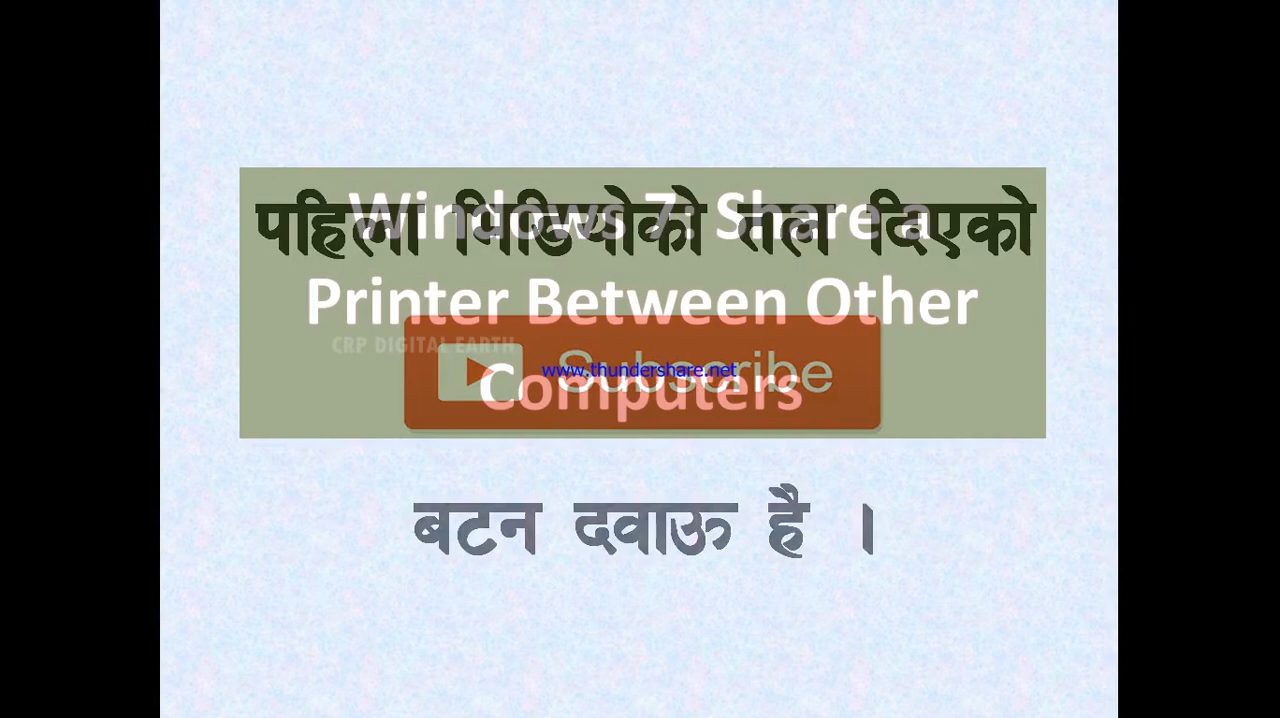 पहिला भिडियोको तल दिएको
Windows 7: Share a
Printer Between Other
Computers
CRP DIGITAL EARTH
Subscribe
www.thundershare.net
बटन दवाऊ है ।